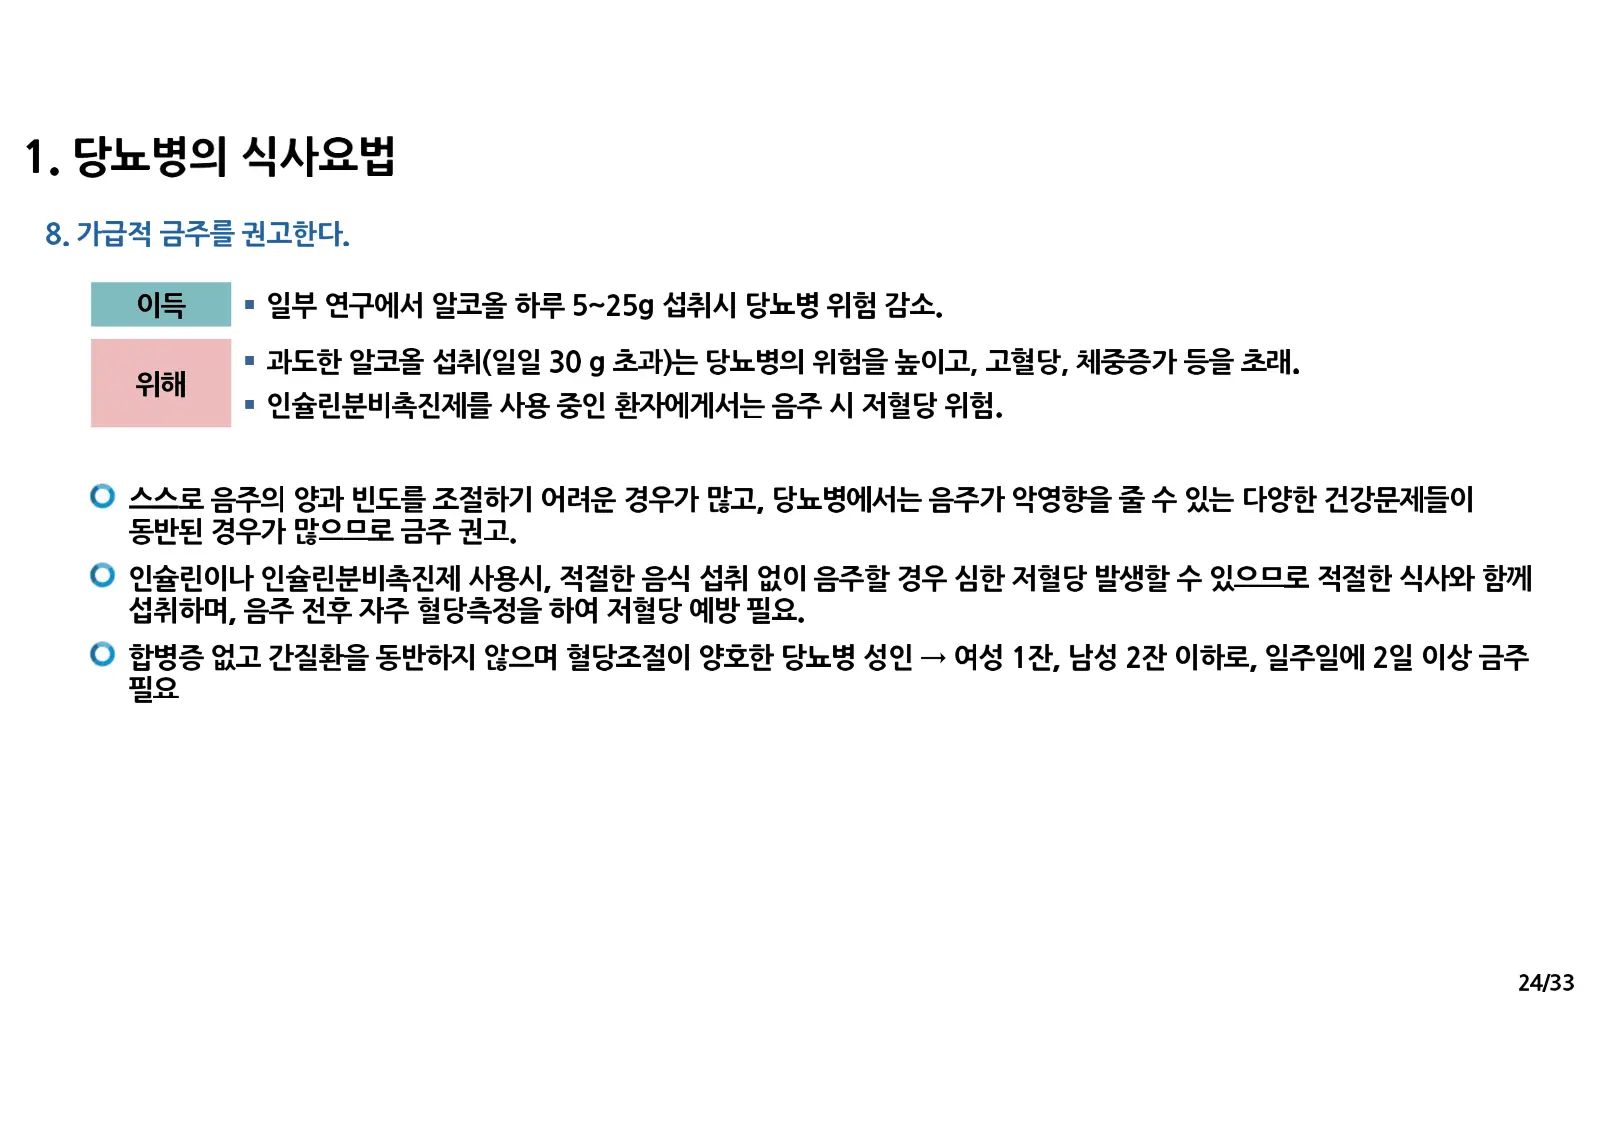 1. 당뇨병의 식사요법
8. 가급적 금주를 권고한다.
이득
▪ 일부 연구에서 알코올 하루 5~25g 섭취시 당뇨병 위험 감소.
위해
▪ 과도한 알코올 섭취(일일 30 g 초과)는 당뇨병의 위험을 높이고, 고혈당, 체중증가 등을 초래.
▪ 인슐린분비촉진제를 사용 중인 환자에게서는 음주 시 저혈당 위험.
스스로 음주의 양과 빈도를 조절하기 어려운 경우가 많고, 당뇨병에서는 음주가 악영향을 줄 수 있는 다양한 건강문제들이
동반된 경우가 많으므로 금주 권고.
인슐린이나 인슐린분비촉진제 사용시, 적절한 음식 섭취 없이 음주할 경우 심한 저혈당 발생할 수 있으므로 적절한 식사와 함께
섭취하며, 음주 전후 자주 혈당측정을 하여 저혈당 예방 필요.
합병증 없고 간질환을 동반하지 않으며 혈당조절이 양호한 당뇨병 성인 → 여성 1잔, 남성 2잔 이하로, 일주일에 2일 이상 금주
필요
24/33